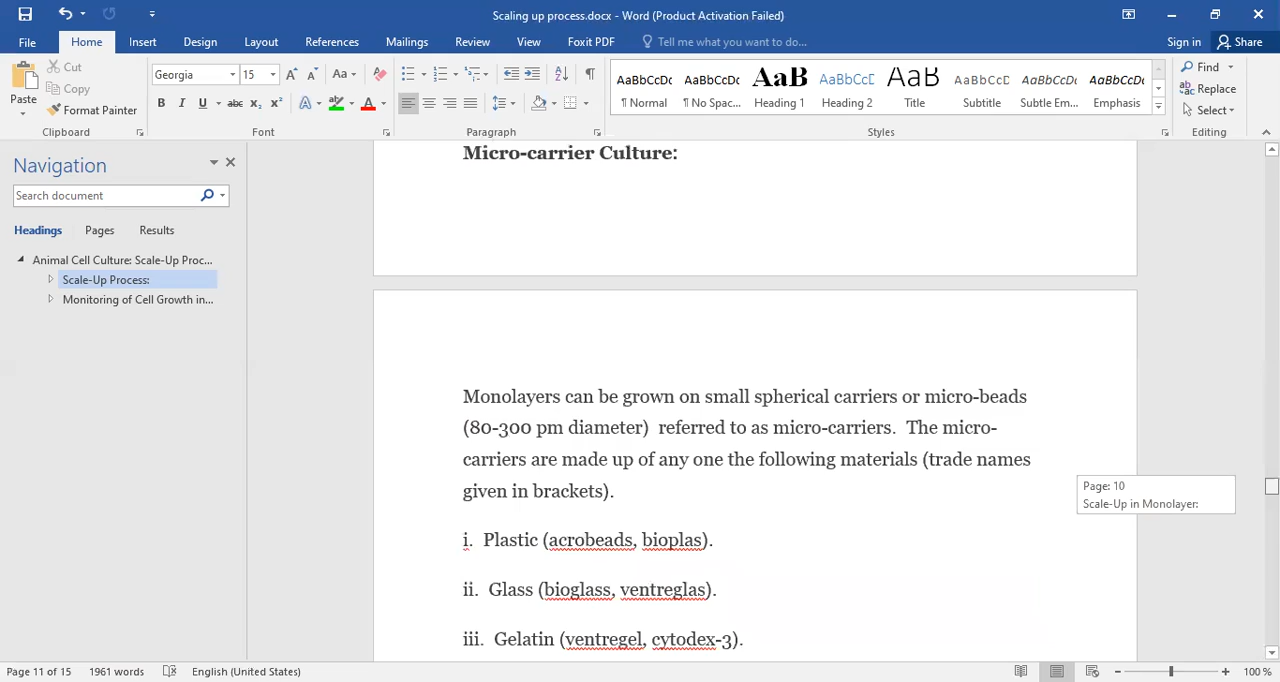 Scaling up process.docx - Word (Product Activation Failed)
File Home Insert Design Layout References Mailings Review View Foxit PDF Tell me what you want to do... Sign in Share
Paste
Cut
Copy
Format Painter
Clipboard
Georgia 15
Font
Paragraph
AaBbCcDc AaBbCcDc AaB AaBbCcD AaB AaBbCcD AaBbCcDc AaBbCcDc
¶ Normal ¶ No Spac... Heading 1 Heading 2 Title Subtitle Subtle Em... Emphasis
Styles
Find
Replace
Select
Editing
Navigation
Search document
Headings Pages Results
Animal Cell Culture: Scale-Up Proc...
Scale-Up Process:
Monitoring of Cell Growth in...
Micro-carrier Culture:
Monolayers can be grown on small spherical carriers or micro-beads
(80-300 pm diameter)  referred to as micro-carriers.  The micro-
carriers are made up of any one the following materials (trade names
given in brackets).
i.  Plastic (acrobeads, bioplas).
ii.  Glass (bioglass, ventreglas).
iii.  Gelatin (ventregel, cytodex-3).
Page: 10
Scale-Up in Monolayer:
Page 11 of 15 1961 words English (United States) 100 %